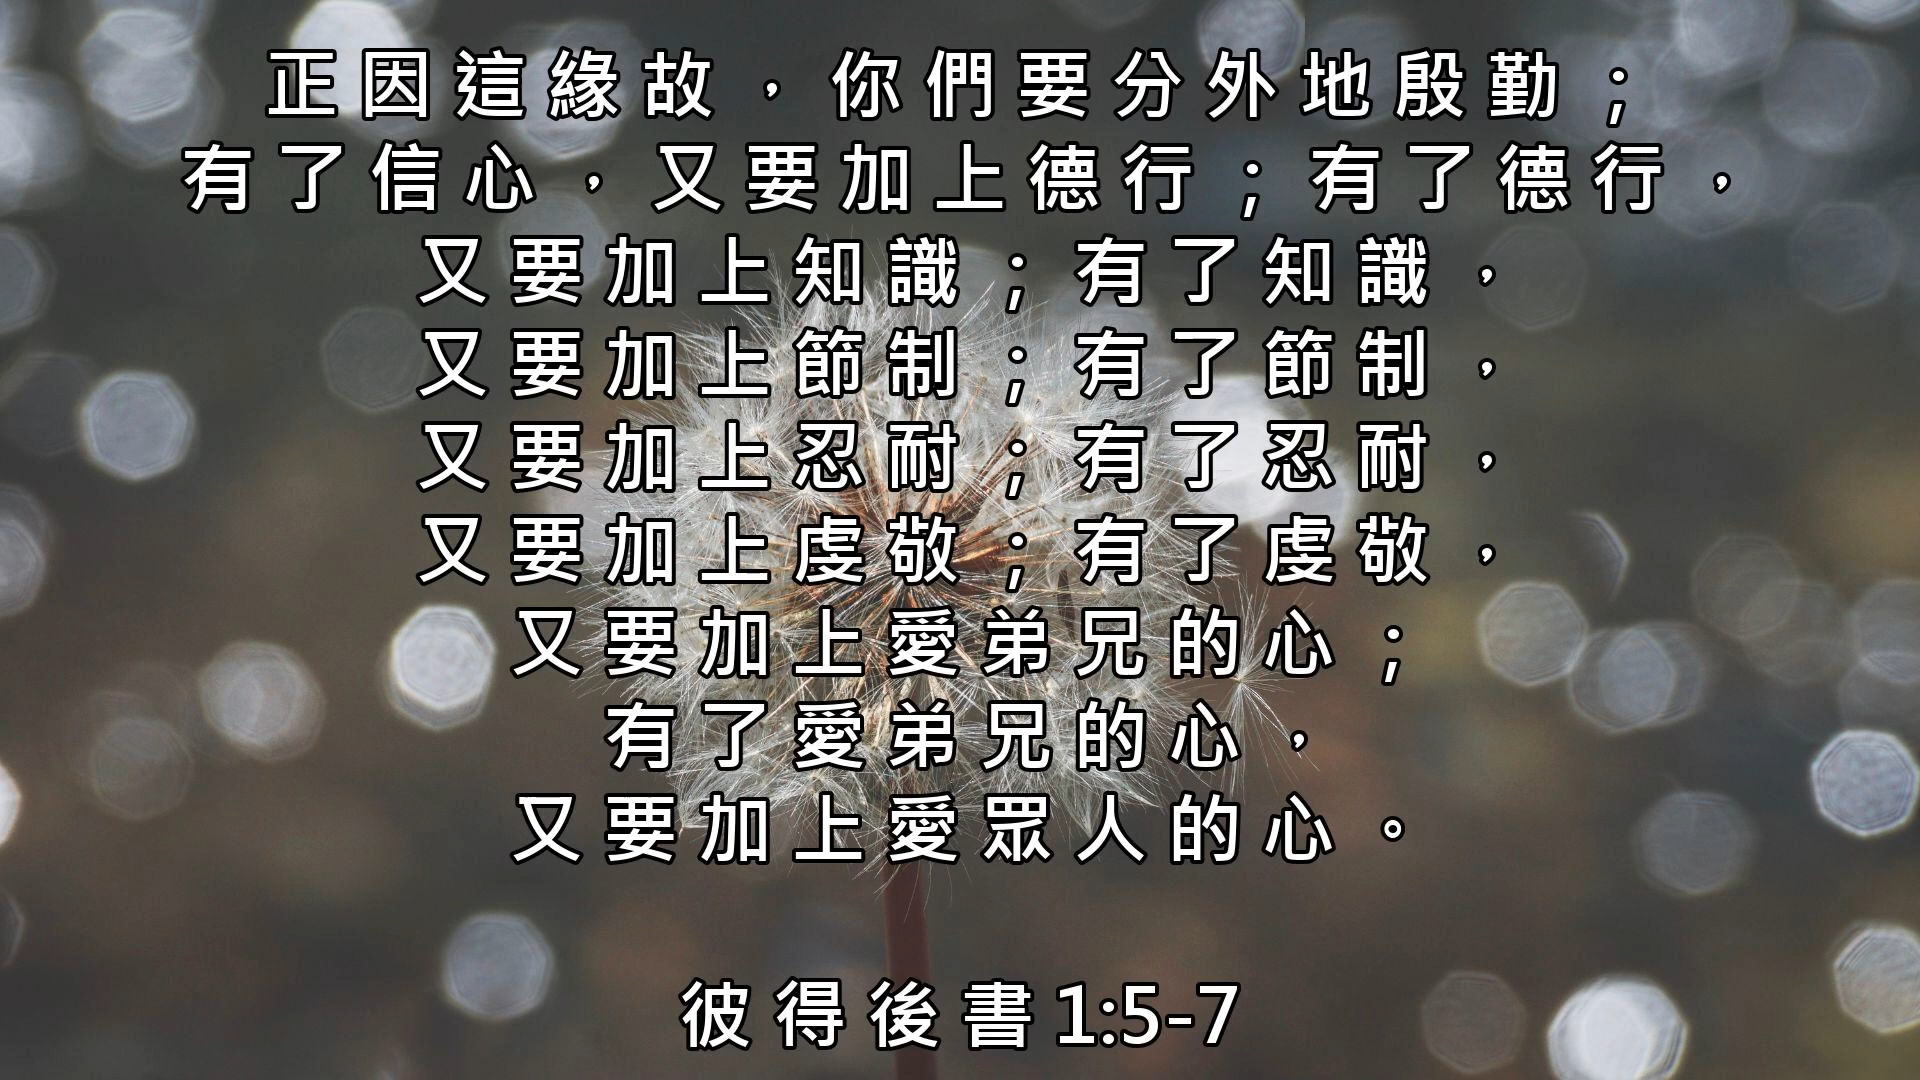 正因這緣故，你們要分外地殷勤；
有了信心，又要加上德行；有了德行，
又要加上知識；有了知識，
又要加上節制；有了節制，
又要加上忍耐；有了忍耐，
又要加上虔敬；有了虔敬，
又要加上愛弟兄的心；
有了愛弟兄的心，
又要加上愛眾人的心。
彼得後書1:5-7